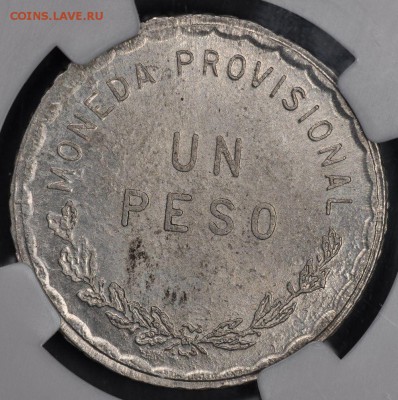 COINS.LAVE.RU
MONEDA PROVISIONAL
UN
PESO